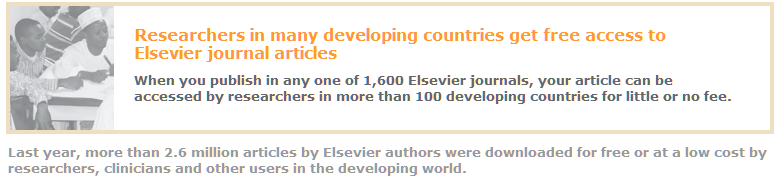 Researchers in many developing countries get free access to
Elsevier journal articles
When you publish in any one of 1,600 Elsevier journals, your article can be
accessed by researchers in more than 100 developing countries for little or no fee.
Last year, more than 2.6 million articles by Elsevier authors were downloaded for free or at a low cost by
researchers, clinicians and other users in the developing world.